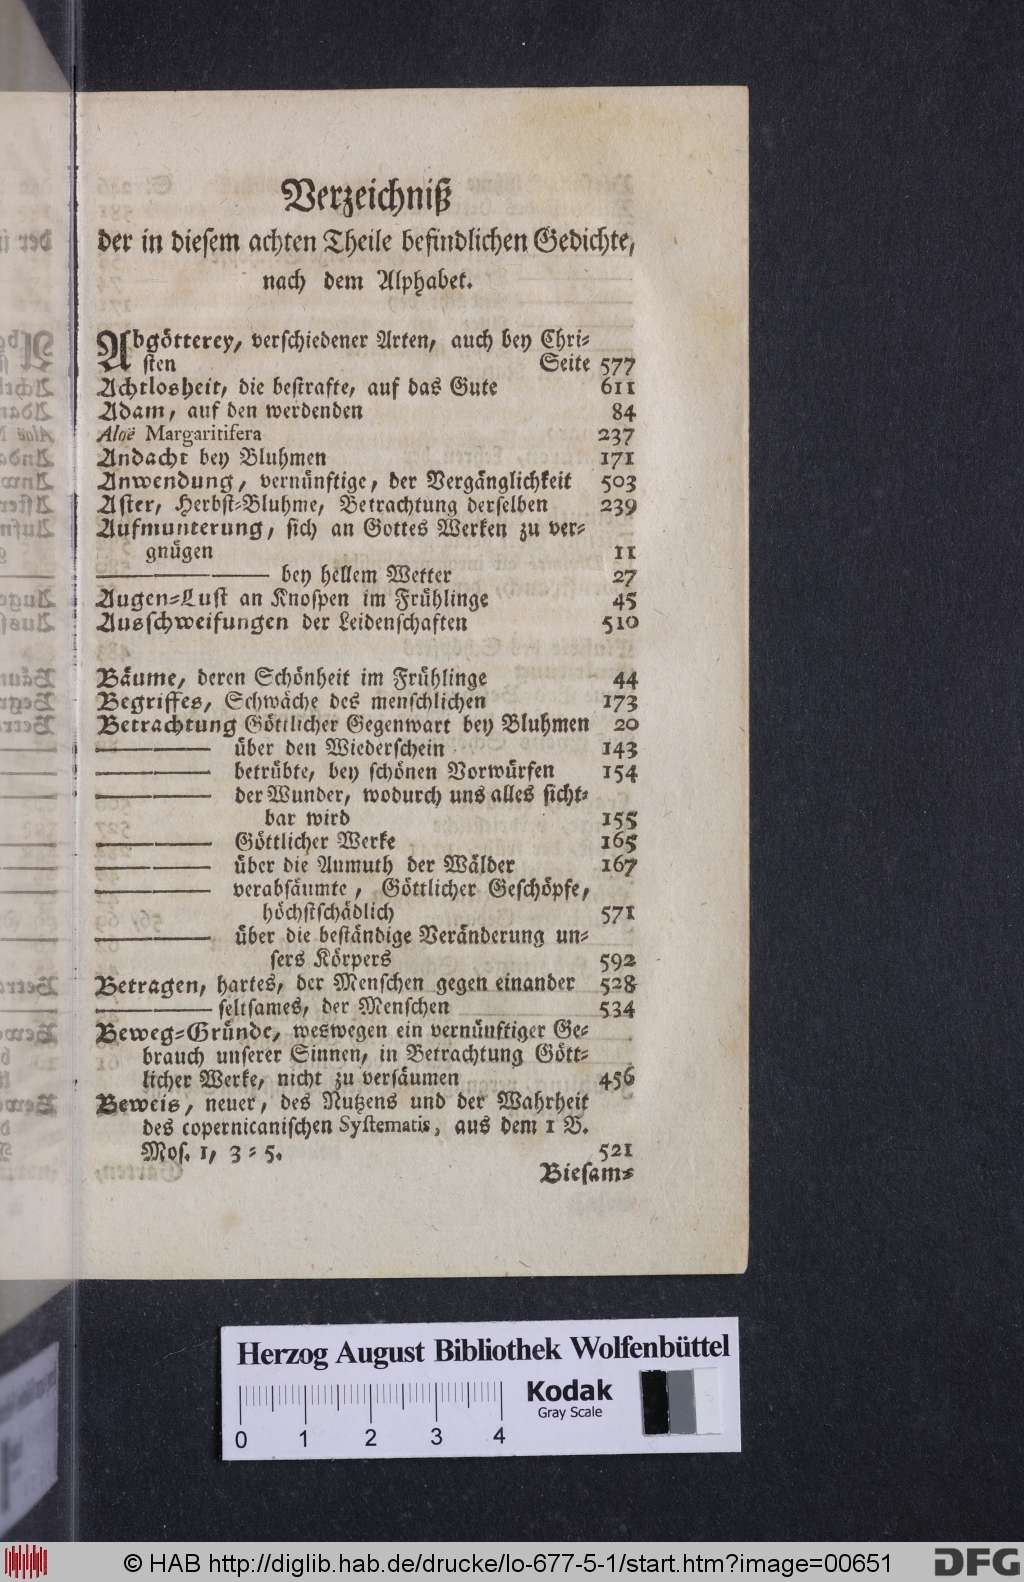 Verzeichniß
der in diesem achten Theile befindlichen Gedichte,
nach dem Alphabet.
Abgötterey, verschiedener Arten, auch bey Chri-
sten Seite 577
Achtlosheit, die bestrafte, auf das Gute 611
Adam, auf den werdenden 84
Aloë Margaritifera 237
Andacht bey Bluhmen 171
Anwendung, vernünftige, der Vergänglichkeit 503
Aster, Herbst-Bluhme, Betrachtung derselben 239
Aufmunterung, sich an Gottes Werken zu ver-
gnügen 11
——— bey hellem Wetter 27
Augen-Lust an Knospen im Frühlinge 45
Ausschweifungen der Leidenschaften 510
Bäume, deren Schönheit im Frühlinge 44
Begriffes, Schwäche des menschlichen 173
Betrachtung Göttlicher Gegenwart bey Bluhmen 20
——— über den Wiederschein 143
——— betrübte, bey schönen Vorwürfen 154
——— der Wunder, wodurch uns alles sicht-
bar wird 155
——— Göttlicher Werke 165
——— über die Anmuth der Wälder 167
——— verabsäumte, Göttlicher Geschöpfe,
höchstschädlich 571
——— über die beständige Veränderung un-
sers Körpers 592
Betragen, hartes, der Menschen gegen einander 528
——— seltsames, der Menschen 534
Beweg-Gründe, weswegen ein vernünftiger Ge-
brauch unserer Sinnen, in Betrachtung Gött-
licher Werke, nicht zu versäumen 456
Beweis, neuer, des Nutzens und der Wahrheit
des copernicanischen Systematis, aus dem 1 B.
Mos. 1, 3-5. 521
Biesam-
Herzog August Bibliothek Wolfenbüttel
Kodak
Gray Scale
0 1 2 3 4
© HAB http://diglib.hab.de/drucke/lo-677-5-1/start.htm?image=00651
DFG